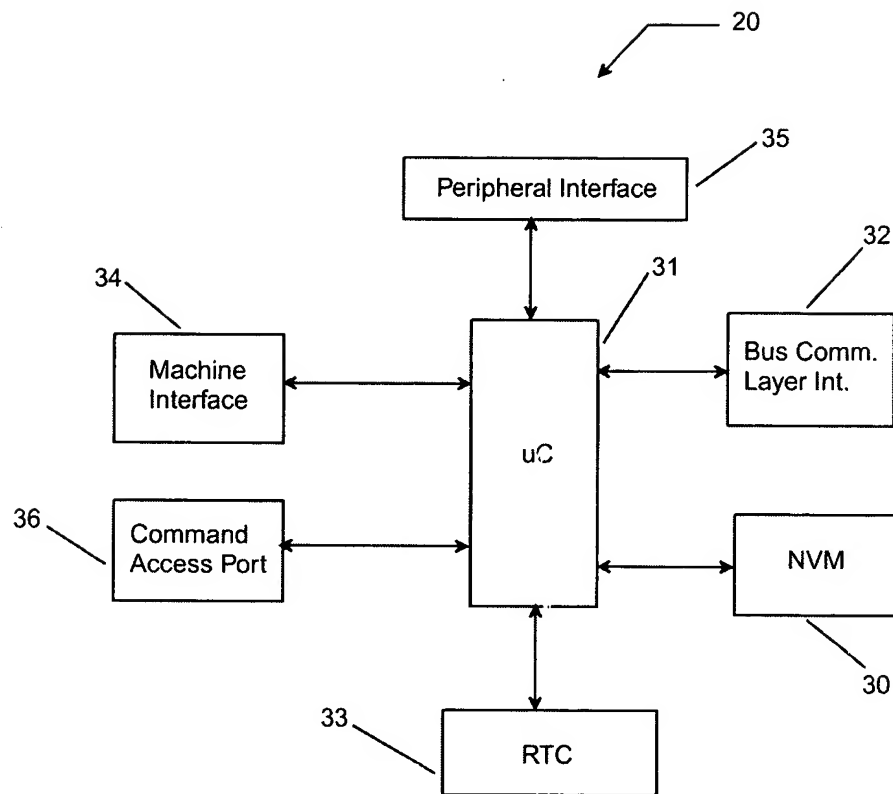 20
35
Peripheral Interface
34
31
32
Machine
Interface
Bus Comm.
Layer Int.
uC
36
Command
Access Port
NVM
30
33
RTC